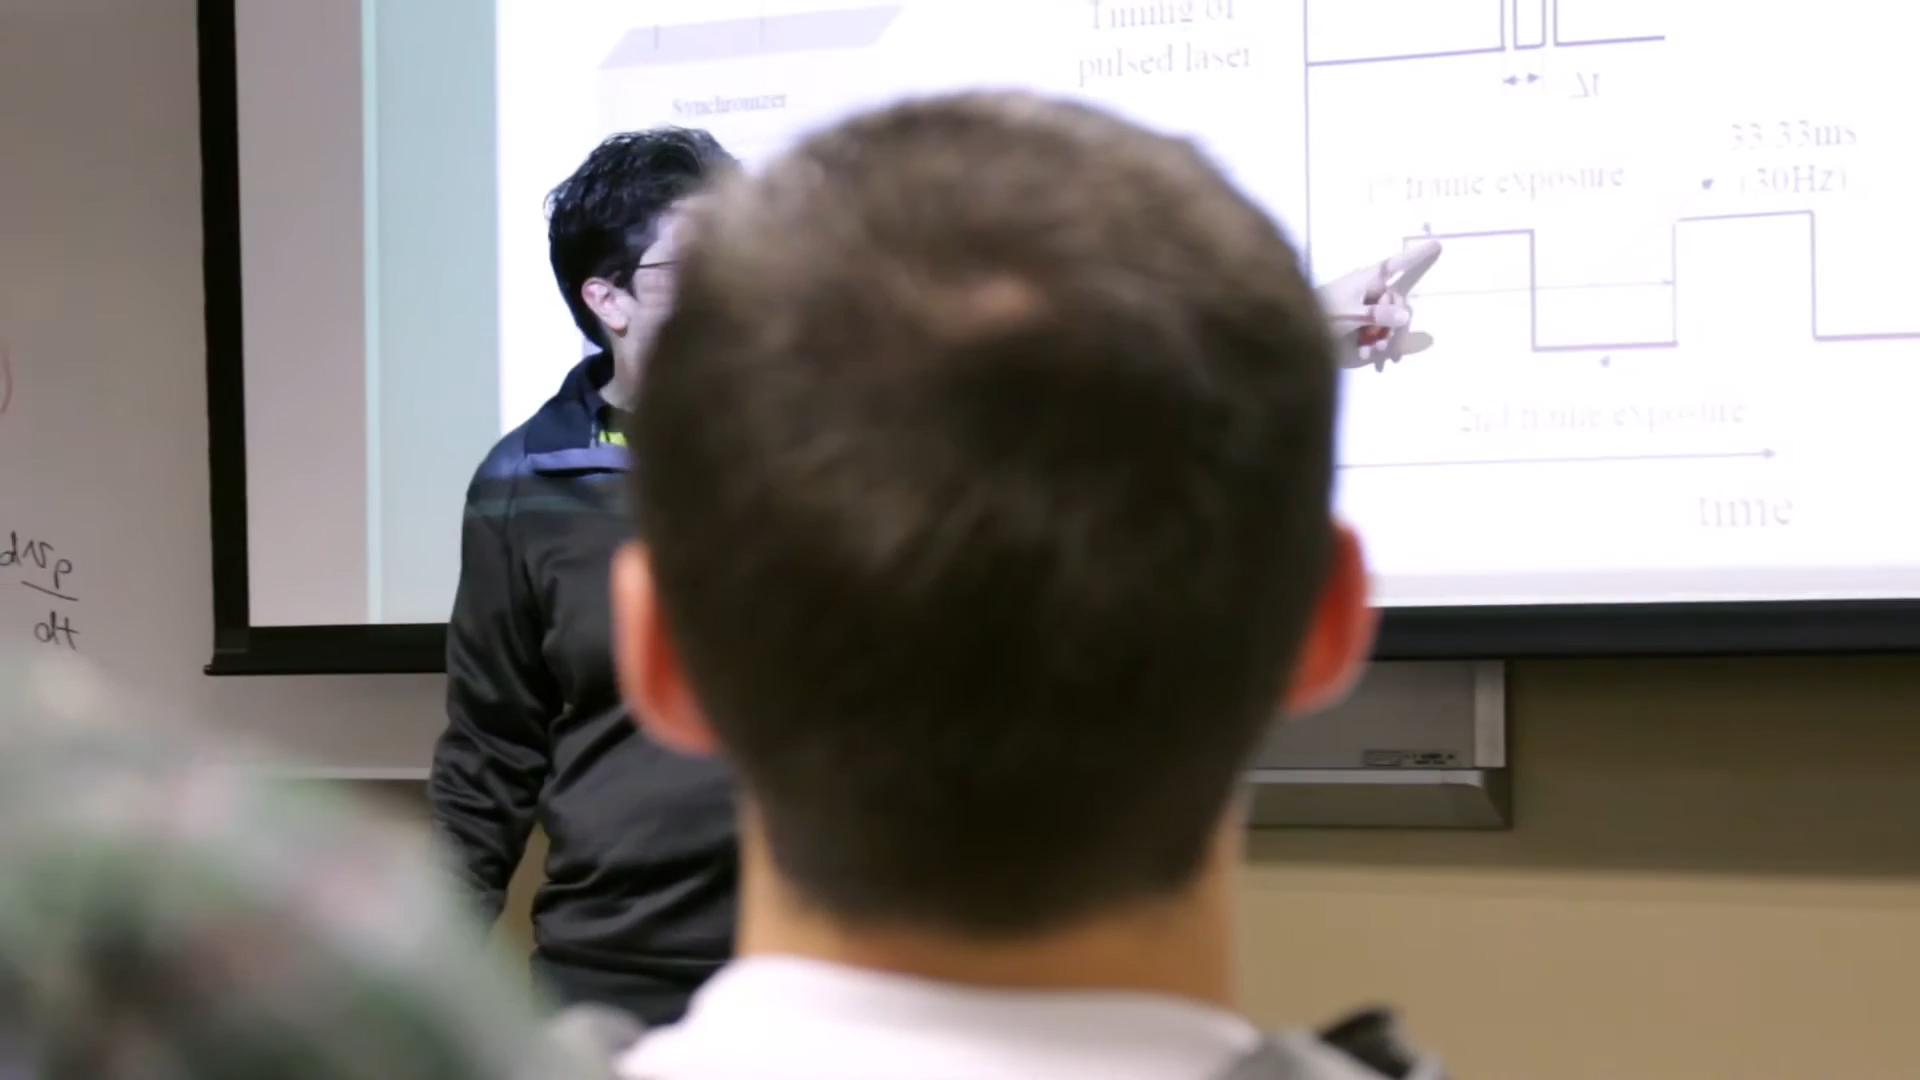 Timing of
pulsed laser
Synchronizer
Δt
33.33ms
(30Hz)
1st frame exposure
2nd frame exposure
time
dvp
dt